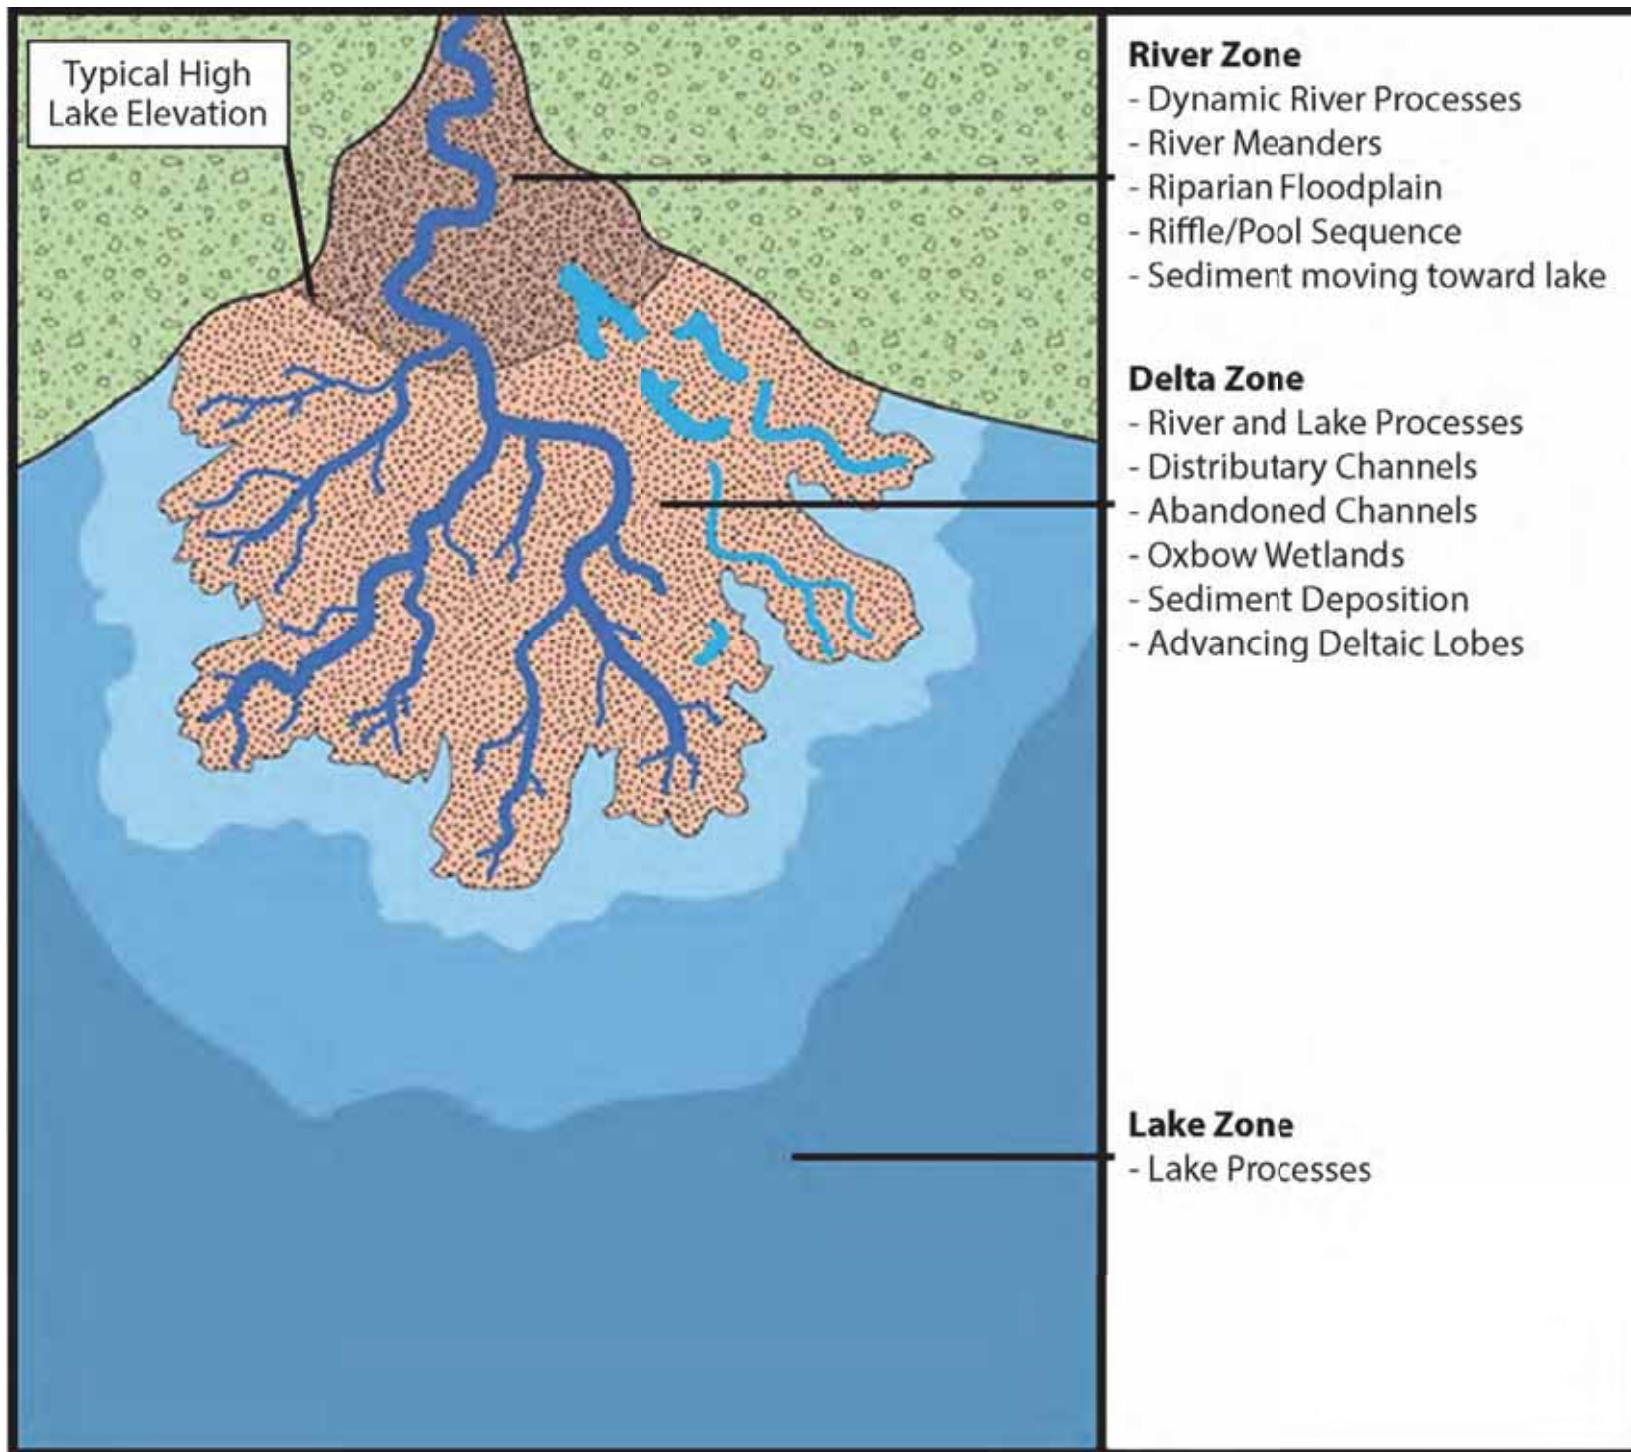 Typical High
Lake Elevation
River Zone
- Dynamic River Processes
- River Meanders
- Riparian Floodplain
- Riffle/Pool Sequence
- Sediment moving toward lake
Delta Zone
- River and Lake Processes
- Distributary Channels
- Abandoned Channels
- Oxbow Wetlands
- Sediment Deposition
- Advancing Deltaic Lobes
Lake Zone
- Lake Processes